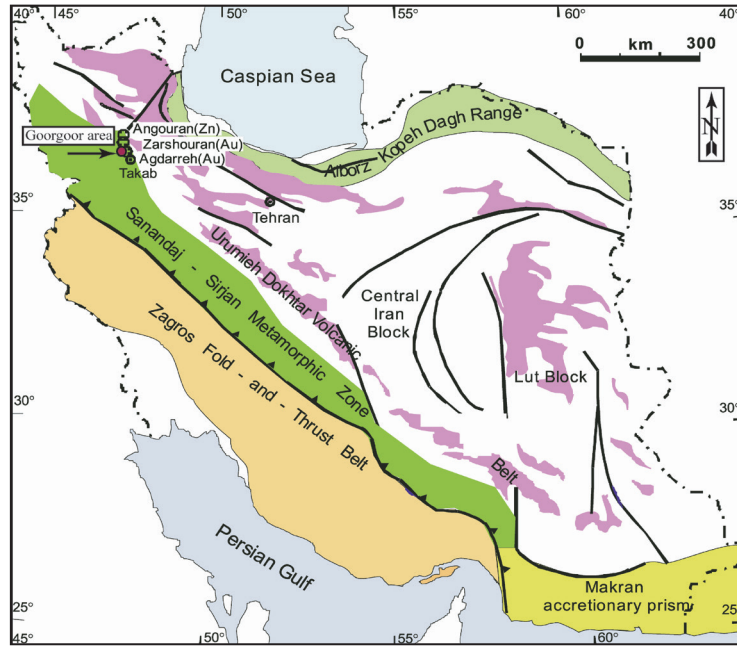 40° 45° 50° 55° 60° 40°
0 km 300
Caspian Sea
N
Goorgoor area
Angouran(Zn)
Zarshouran(Au)
Agdarreh(Au)
Takab
Alborz Kopeh Dagh Range
35°
Tehran
35°
Sanandaj - Sirjan Metamorphic Zone
Urumieh Dokhtar Volcanic
Belt
Zagros Fold - and - Thrust Belt
Central
Iran
Block
Lut Block
30°
30°
Persian Gulf
Makran
accretionary prism
25°
25
45° 50° 55° 60°